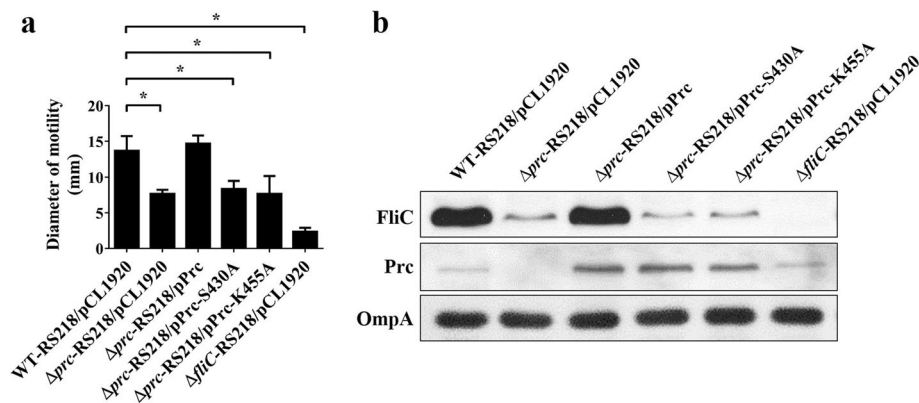 a
*
*
*
*
Diameter of motility
(mm)
20
15
10
5
0
WT-RS218/pCL1920
Δprc-RS218/pCL1920
Δprc-RS218/pPrc
Δprc-RS218/pPrc-S430A
Δprc-RS218/pPrc-K455A
ΔfliC-RS218/pCL1920
b
WT-RS218/pCL1920
Δprc-RS218/pCL1920
Δprc-RS218/pPrc
Δprc-RS218/pPrc-S430A
Δprc-RS218/pPrc-K455A
ΔfliC-RS218/pCL1920
FliC
Prc
OmpA